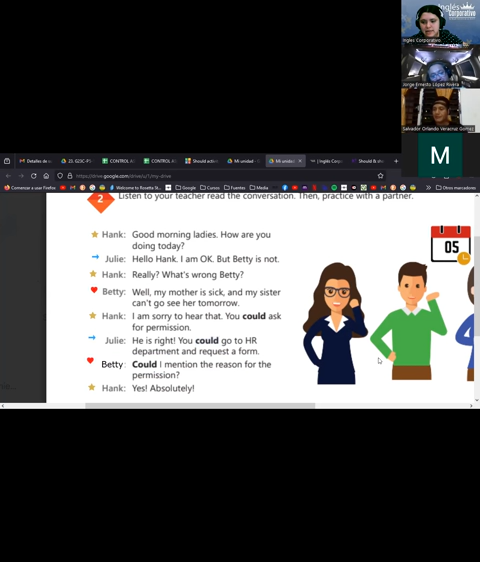 Inglés
Corporativo
Ingles Corporativo
Jorge Ernesto López Rivera
Salvador Orlando Veracruz Gomez
M
Detalles de
CONTROL
CONTROL
Should
Mi unidad
Mi unidad
Inglés Corpo
Should &
https://drive.google.com/drive/u/1/my-drive
Comenzar a usar Firefox
Welcome to Rosetta St
Google
Cursos
Fuentes
Media
Otros marcadores
2 Listen to your teacher read the conversation. Then, practice with a partner.
Hank: Good morning ladies. How are you
doing today?
Julie: Hello Hank. I am OK. But Betty is not.
Hank: Really? What's wrong Betty?
Betty: Well, my mother is sick, and my sister
can't go see her tomorrow.
Hank: I am sorry to hear that. You could ask
for permission.
Julie: He is right! You could go to HR
department and request a form.
Betty: Could I mention the reason for the
permission?
Hank: Yes! Absolutely!
05